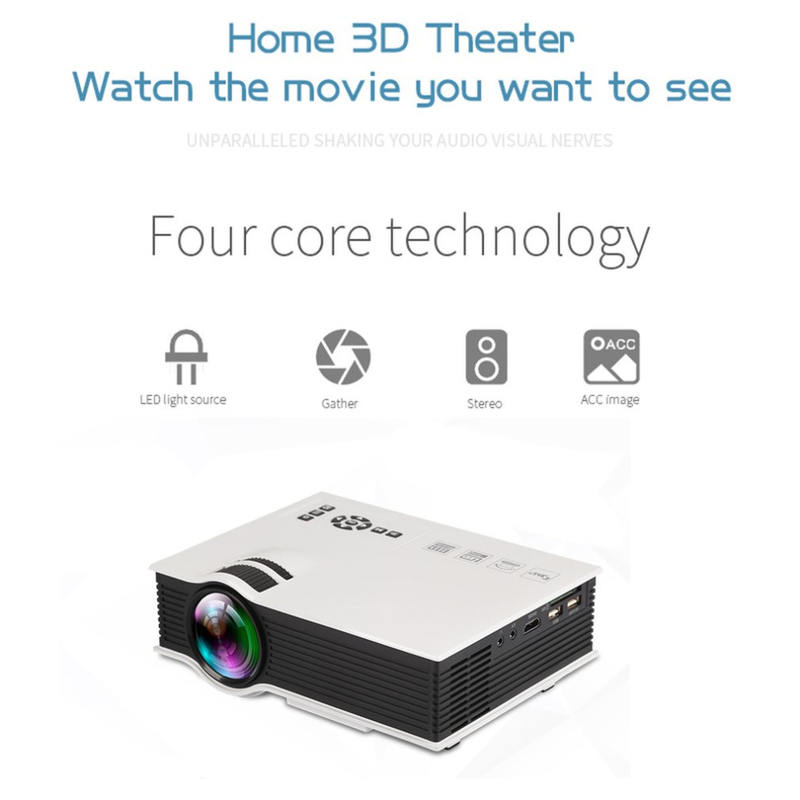 Home 3D Theater
Watch the movie you want to see
UNPARALLELED SHAKING YOUR AUDIO VISUAL NERVES
Four core technology
ACC
LED light source
Gather
Stereo
ACC image